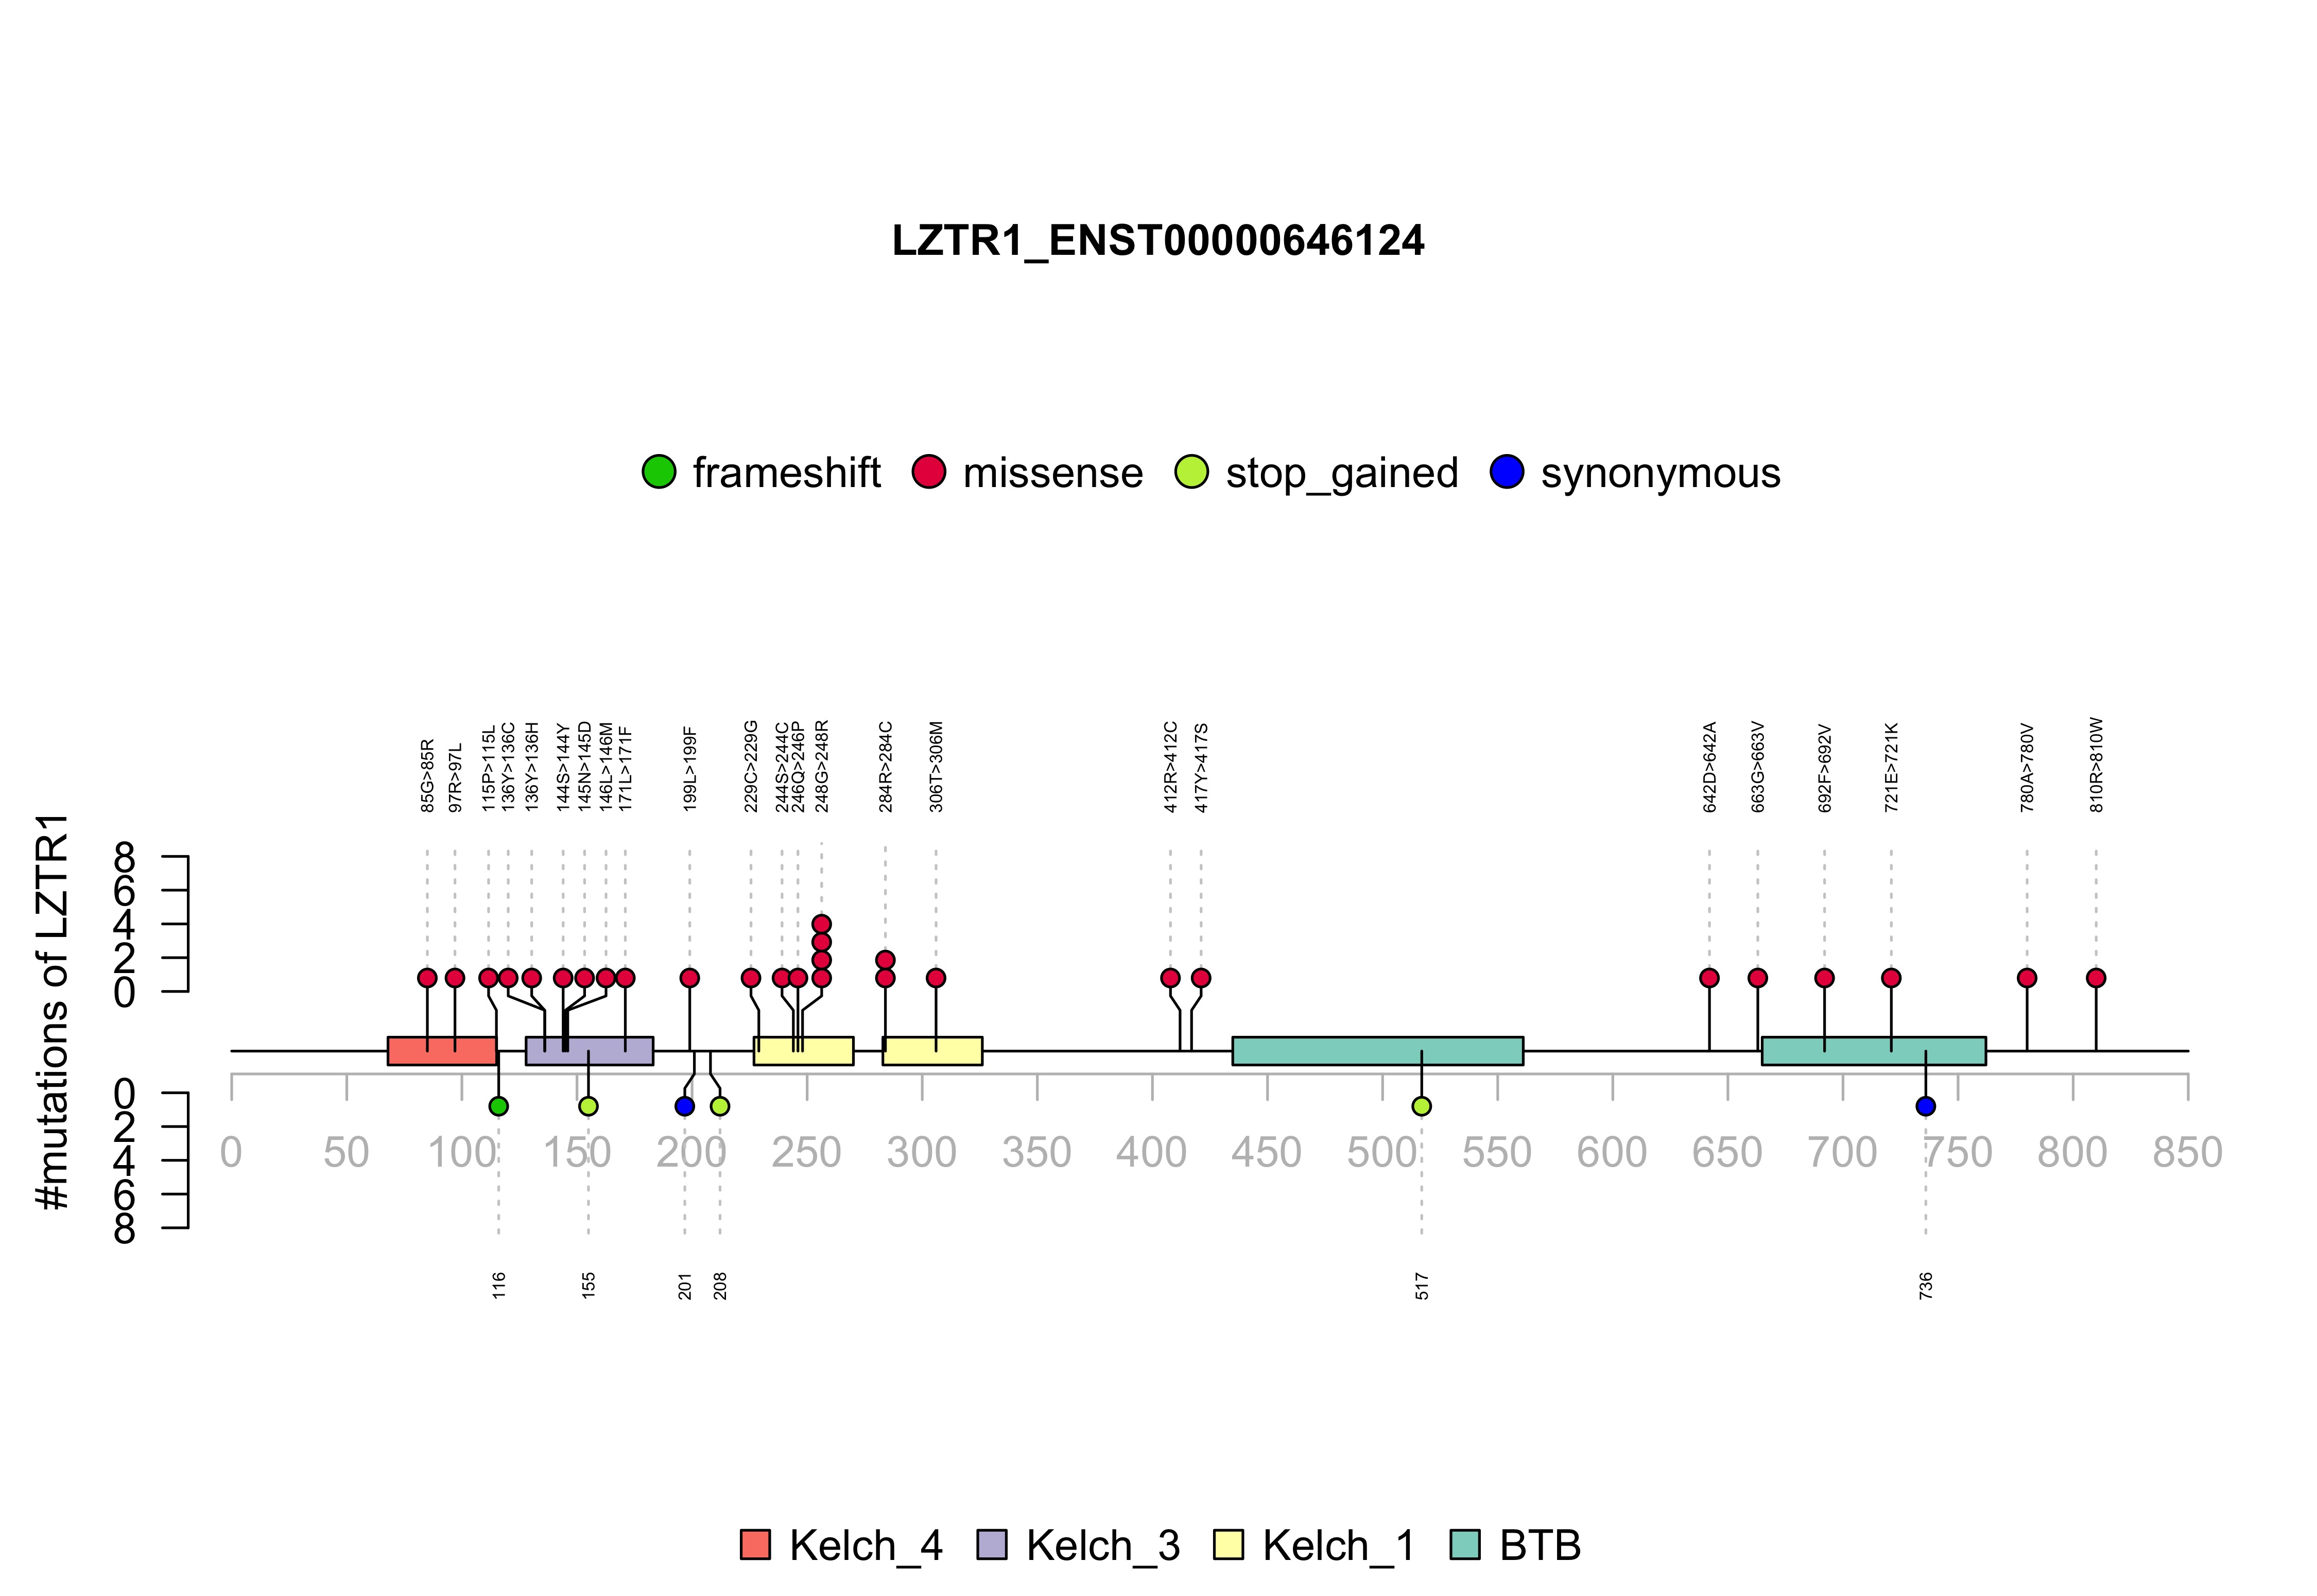 LZTR1_ENST00000646124
frameshift missense stop_gained synonymous
85G>85R 97R>97L 115P>115L 136Y>136C 136Y>136H 144S>144Y 145N>145D 146L>146M 171L>171F 199L>199F 229C>229G 244S>244C 246Q>246P 248G>248R 284R>284C 306T>306M 412R>412C 417Y>417S 642D>642A 663G>663V 692F>692V 721E>721K 780A>780V 810R>810W
#mutations of LZTR1
8
6
4
2
0
0
2
4
6
8
0 50 100 150 200 250 300 350 400 450 500 550 600 650 700 750 800 850
116 155 201 208 517 736
Kelch_4 Kelch_3 Kelch_1 BTB